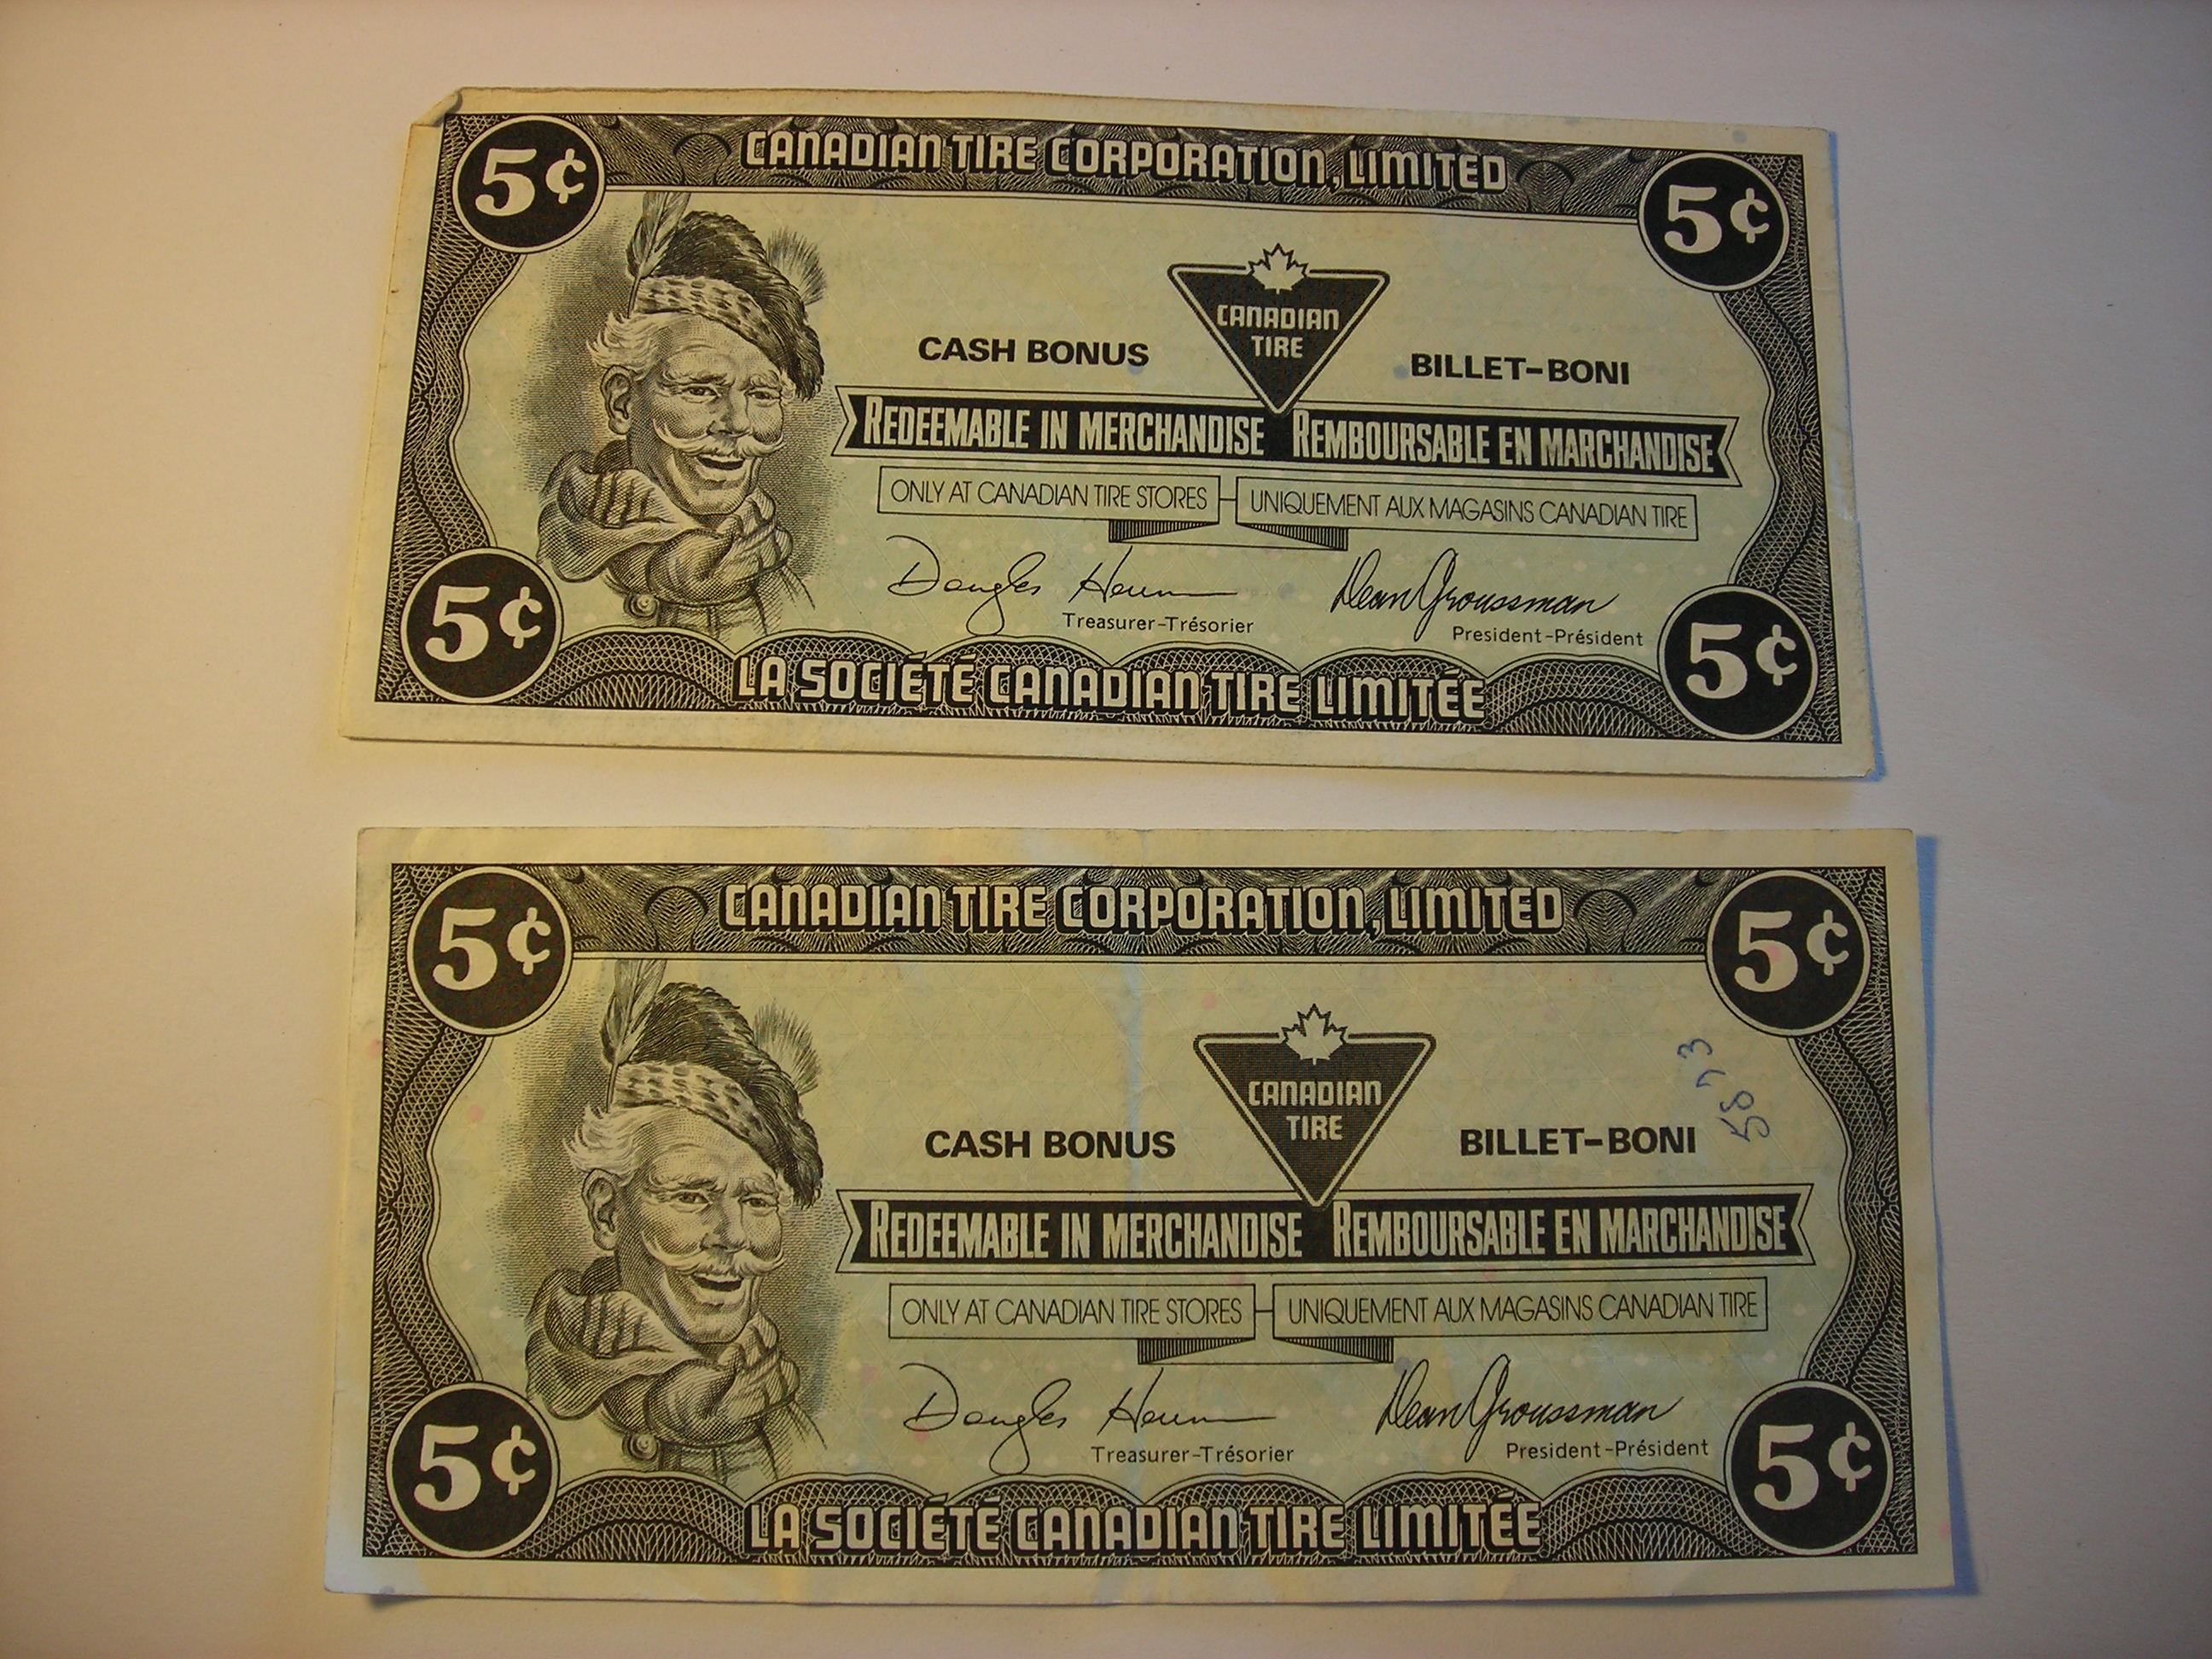 5¢ CANADIAN TIRE CORPORATION, LIMITED 5¢
CANADIAN
TIRE
CASH BONUS BILLET-BONI
REDEEMABLE IN MERCHANDISE REMBOURSABLE EN MARCHANDISE
ONLY AT CANADIAN TIRE STORES UNIQUEMENT AUX MAGASINS CANADIAN TIRE
Dean Groussman
Treasurer-Trésorier President-Président
5¢ LA SOCIÉTÉ CANADIAN TIRE LIMITÉE 5¢
5¢ CANADIAN TIRE CORPORATION, LIMITED 5¢
CANADIAN
TIRE
CASH BONUS BILLET-BONI
REDEEMABLE IN MERCHANDISE REMBOURSABLE EN MARCHANDISE
ONLY AT CANADIAN TIRE STORES UNIQUEMENT AUX MAGASINS CANADIAN TIRE
Dean Groussman
Treasurer-Trésorier President-Président
5¢ LA SOCIÉTÉ CANADIAN TIRE LIMITÉE 5¢